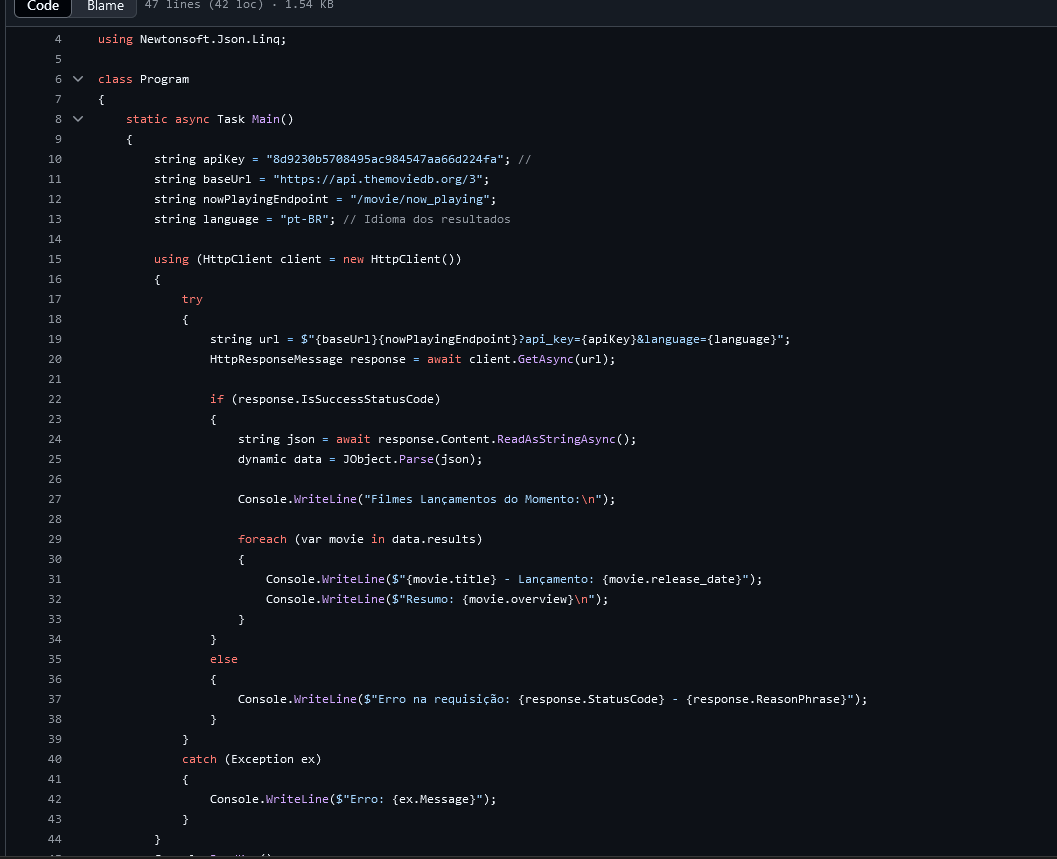 Code Blame 47 lines (42 loc) · 1.54 KB
4 using Newtonsoft.Json.Linq;
5
6 class Program
7 {
8 static async Task Main()
9 {
10 string apiKey = "8d9230b5708495ac984547aa66d224fa"; //
11 string baseUrl = "https://api.themoviedb.org/3";
12 string nowPlayingEndpoint = "/movie/now_playing";
13 string language = "pt-BR"; // Idioma dos resultados
14
15 using (HttpClient client = new HttpClient())
16 {
17 try
18 {
19 string url = $"{baseUrl}{nowPlayingEndpoint}?api_key={apiKey}&language={language}";
20 HttpResponseMessage response = await client.GetAsync(url);
21
22 if (response.IsSuccessStatusCode)
23 {
24 string json = await response.Content.ReadAsStringAsync();
25 dynamic data = JObject.Parse(json);
26
27 Console.WriteLine("Filmes Lançamentos do Momento:\n");
28
29 foreach (var movie in data.results)
30 {
31 Console.WriteLine($"{movie.title} - Lançamento: {movie.release_date}");
32 Console.WriteLine($"Resumo: {movie.overview}\n");
33 }
34 }
35 else
36 {
37 Console.WriteLine($"Erro na requisição: {response.StatusCode} - {response.ReasonPhrase}");
38 }
39 }
40 catch (Exception ex)
41 {
42 Console.WriteLine($"Erro: {ex.Message}");
43 }
44 }